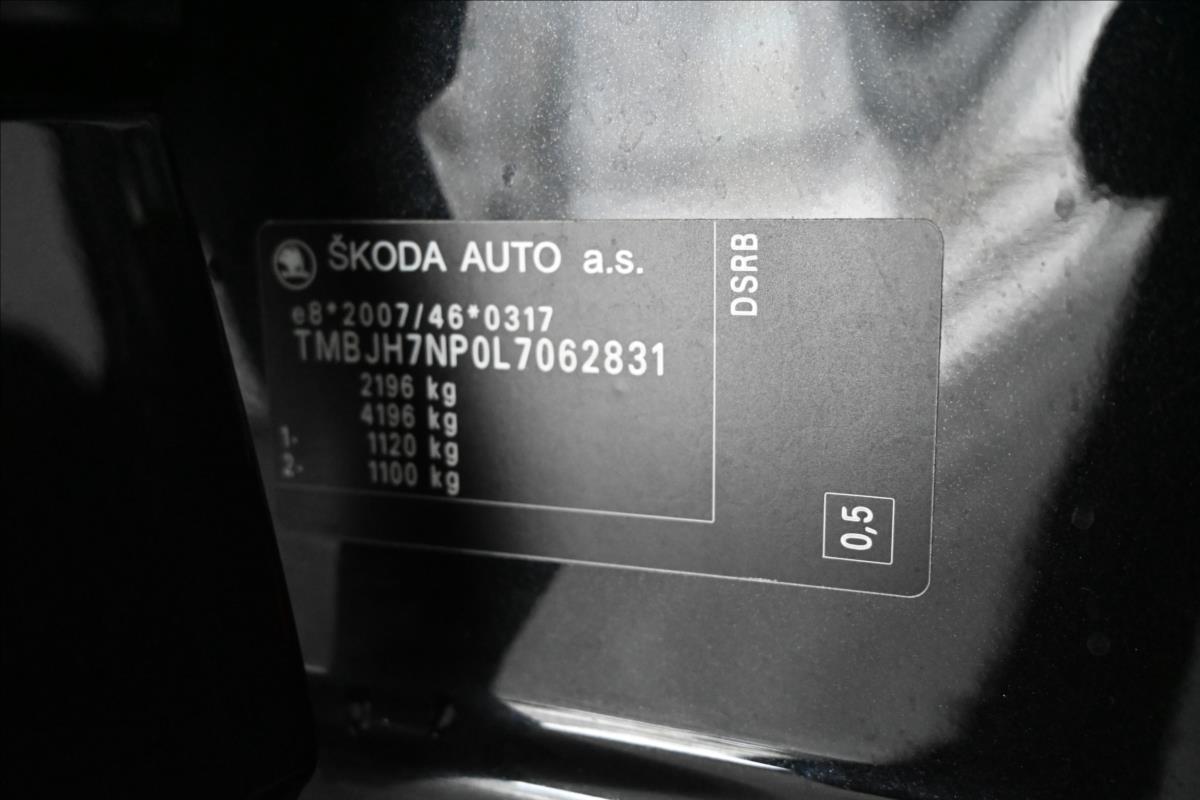 ŠKODA AUTO a.s.
e8*2007/46*0317
TMBJH7NP0L7062831
2196 kg
4196 kg
1- 1120 kg
2- 1100 kg
DSRB
0,5